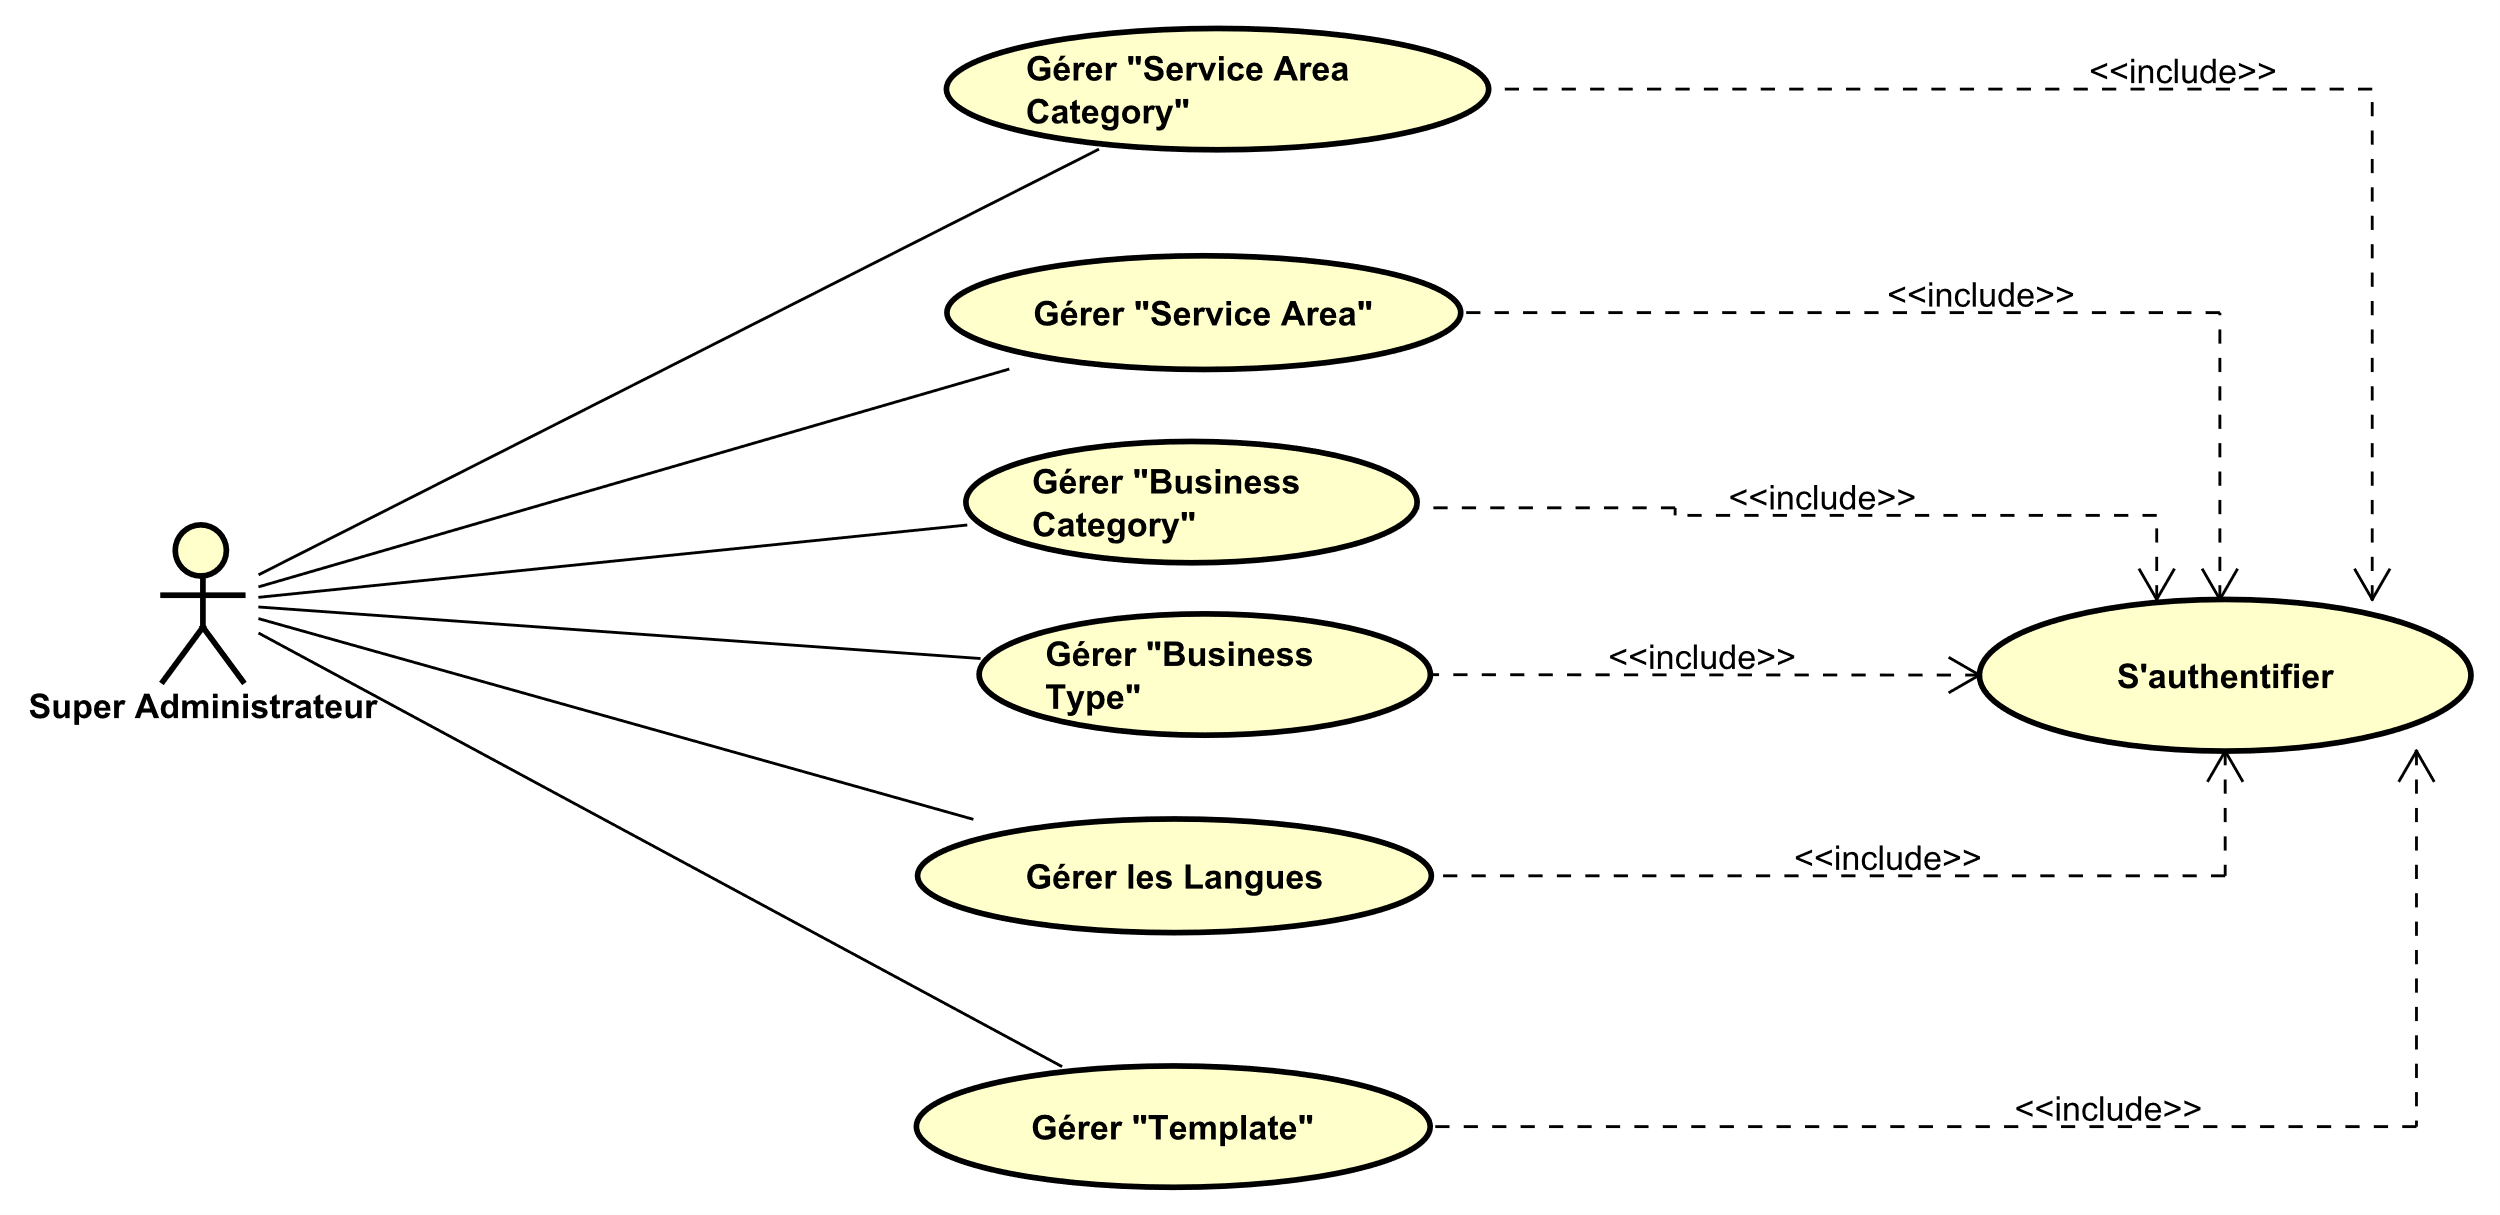 Gérer "Service Area
Category"
<<include>>
Gérer "Service Area"
<<include>>
Gérer "Business
Category"
<<include>>
Gérer "Business
Type"
<<include>>
S'authentifier
Super Administrateur
Gérer les Langues
<<include>>
Gérer "Template"
<<include>>